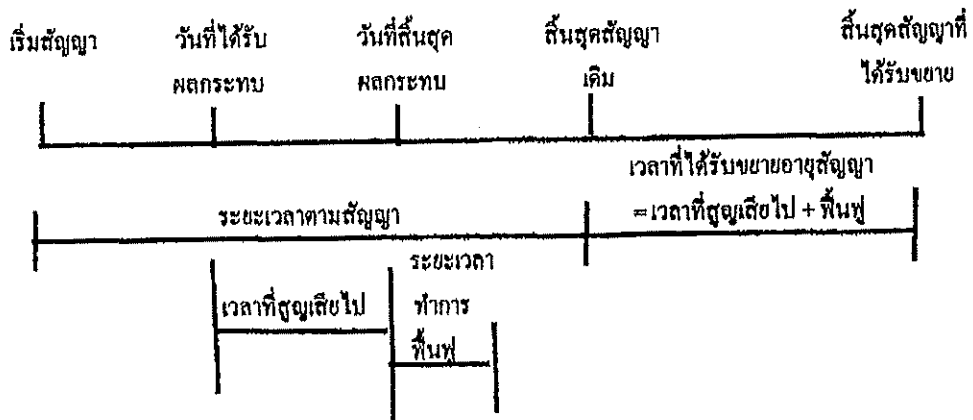 เริ่มสัญญา
วันที่ได้รับ
ผลกระทบ
วันที่สิ้นสุด
ผลกระทบ
สิ้นสุดสัญญา
เดิม
สิ้นสุดสัญญาที่
ได้รับขยาย
เวลาที่ได้รับขยายอายุสัญญา
=เวลาที่สูญเสียไป + ฟื้นฟู
ระยะเวลาตามสัญญา
เวลาที่สูญเสียไป
ระยะเวลา
ทำการ
ฟื้นฟู